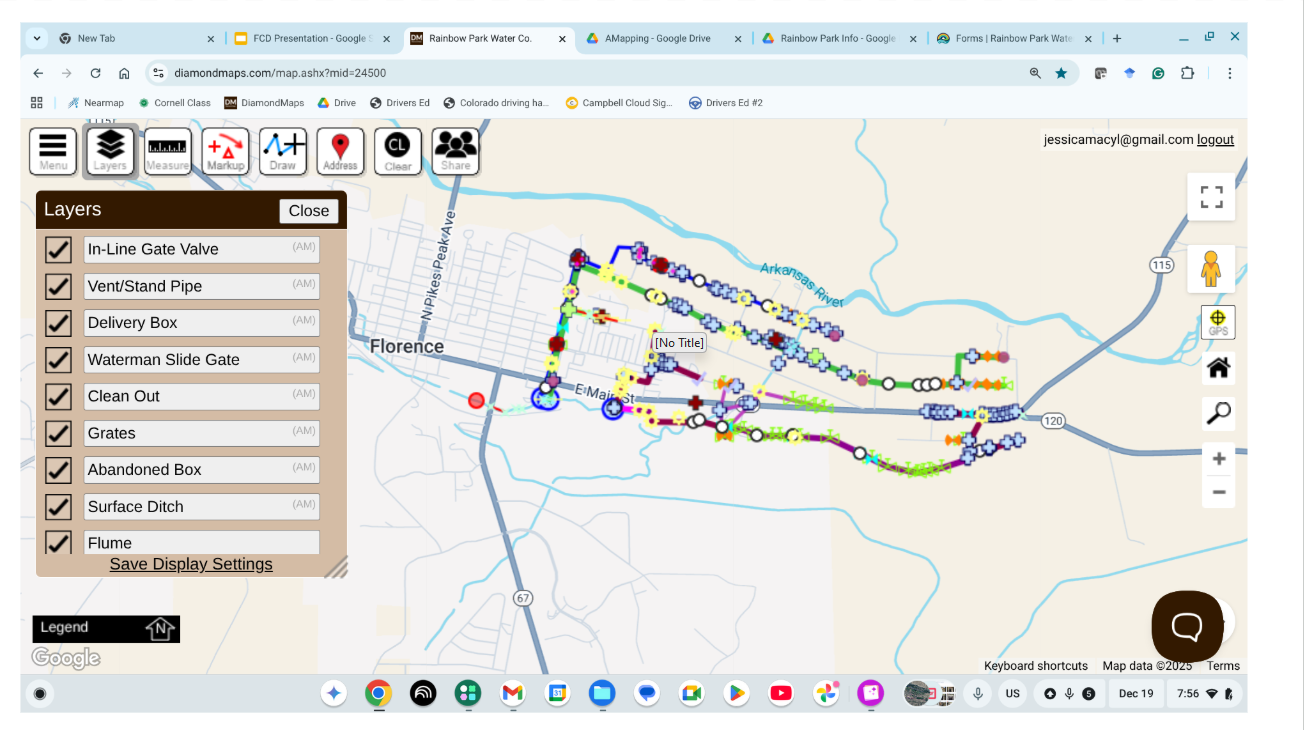 New Tab
FCD Presentation - Google S
Rainbow Park Water Co.
AMapping - Google Drive
Rainbow Park Info - Google
Forms | Rainbow Park Wate
diamondmaps.com/map.ashx?mid=24500
Nearmap
Cornell Class
DM DiamondMaps
Drive
Drivers Ed
Colorado driving ha...
Campbell Cloud Sig...
Drivers Ed #2
115
Menu
Layers
Measure
Markup
Draw
Address
CL
Clear
Share
jessicamacyl@gmail.com logout
Layers
Close
In-Line Gate Valve (AM)
Vent/Stand Pipe (AM)
Delivery Box (AM)
Waterman Slide Gate (AM)
Clean Out (AM)
Grates (AM)
Abandoned Box (AM)
Surface Ditch (AM)
Flume
Save Display Settings
N Pikes Peak Ave
Arkansas River
115
GPS
[No Title]
Florence
E Main St
120
67
Legend
N
Google
Keyboard shortcuts
Map data ©2025
Terms
31
US
5
Dec 19
7:56